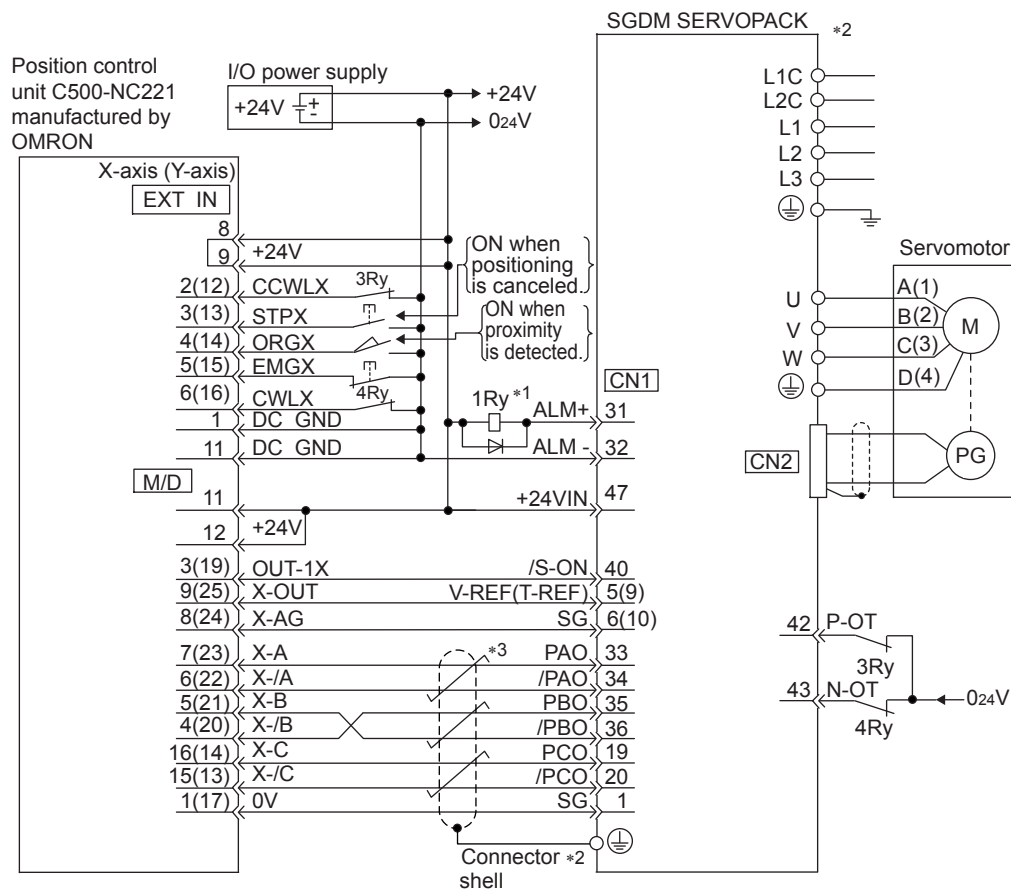 SGDM SERVOPACK
*2
Position control
unit C500-NC221
manufactured by
OMRON
I/O power supply
+24V
+
-
+24V
024V
X-axis (Y-axis)
EXT IN
8
9
+24V
2(12)
CCWLX
3Ry
3(13)
STPX
4(14)
ORGX
5(15)
EMGX
6(16)
CWLX
4Ry
1
DC GND
11
DC GND
ON when
positioning
is canceled.
ON when
proximity
is detected.
1Ry *1
ALM+
31
ALM -
32
CN1
M/D
11
+24VIN
47
12
+24V
3(19)
OUT-1X
/S-ON
40
9(25)
X-OUT
V-REF(T-REF)
5(9)
8(24)
X-AG
SG
6(10)
7(23)
X-A
*3
PAO
33
6(22)
X-/A
/PAO
34
5(21)
X-B
PBO
35
4(20)
X-/B
/PBO
36
16(14)
X-C
PCO
19
15(13)
X-/C
/PCO
20
1(17)
0V
SG
1
Connector *2
shell
L1C
L2C
L1
L2
L3
Servomotor
U
A(1)
V
B(2)
W
C(3)
D(4)
M
CN2
PG
42
P-OT
3Ry
43
N-OT
4Ry
024V